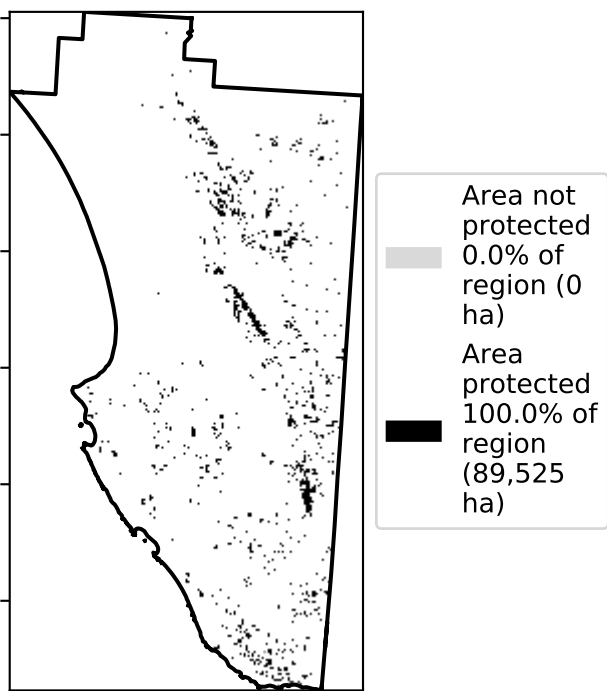 Area not
protected
0.0% of
region (0
ha)
Area
protected
100.0% of
region
(89,525
ha)